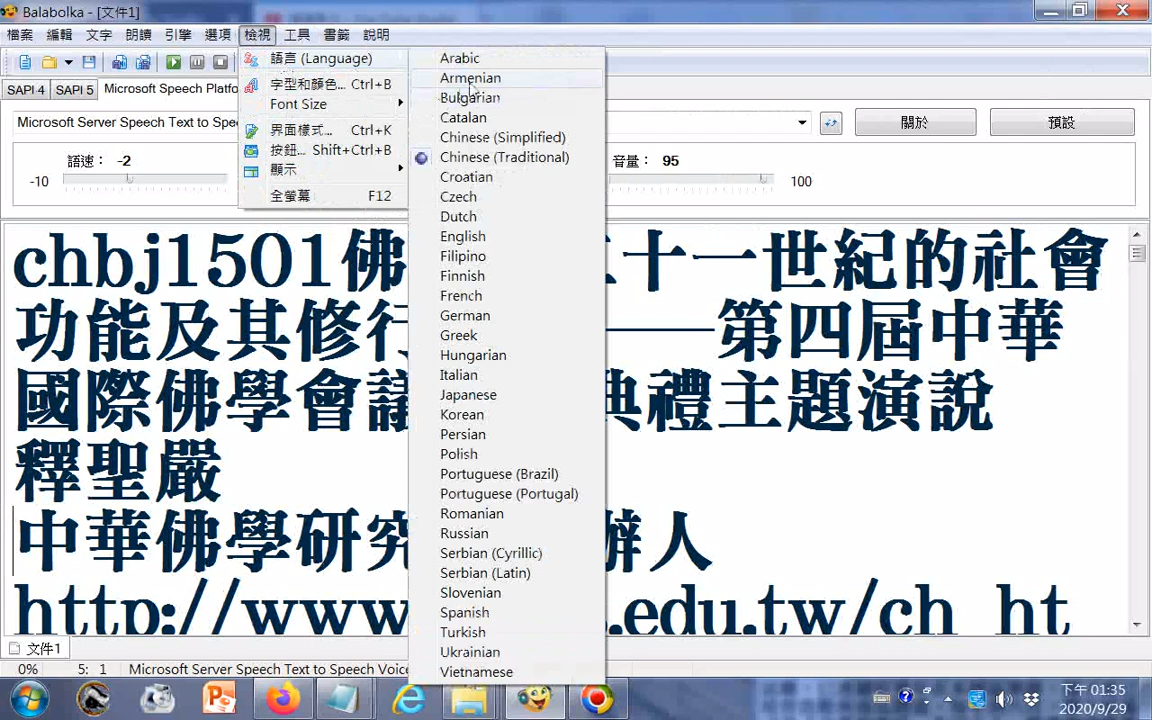 Balabolka - [文件1]
檔案 編輯 文字 朗讀 引擎 選項 檢視 工具 書籤 說明
SAPI 4 SAPI 5 Microsoft Speech Platfo
Microsoft Server Speech Text to Spe
關於 預設
語速: -2
-10
音量: 95
100
語言 (Language)
字型和顏色... Ctrl+B
Font Size
界面樣式... Ctrl+K
按鈕... Shift+Ctrl+B
顯示
全螢幕 F12
Arabic
Armenian
Bulgarian
Catalan
Chinese (Simplified)
Chinese (Traditional)
Croatian
Czech
Dutch
English
Filipino
Finnish
French
German
Greek
Hungarian
Italian
Japanese
Korean
Persian
Polish
Portuguese (Brazil)
Portuguese (Portugal)
Romanian
Russian
Serbian (Cyrillic)
Serbian (Latin)
Slovenian
Spanish
Turkish
Ukrainian
Vietnamese
chbj1501佛 二十一世紀的社會
功能及其修行 ——第四屆中華
國際佛學會議 典禮主題演說
釋聖嚴
中華佛學研究 辦人
http://www .edu.tw/ch_ht
文件1
0% 5: 1 Microsoft Server Speech Text to Speech Voice
下午 01:35
2020/9/29